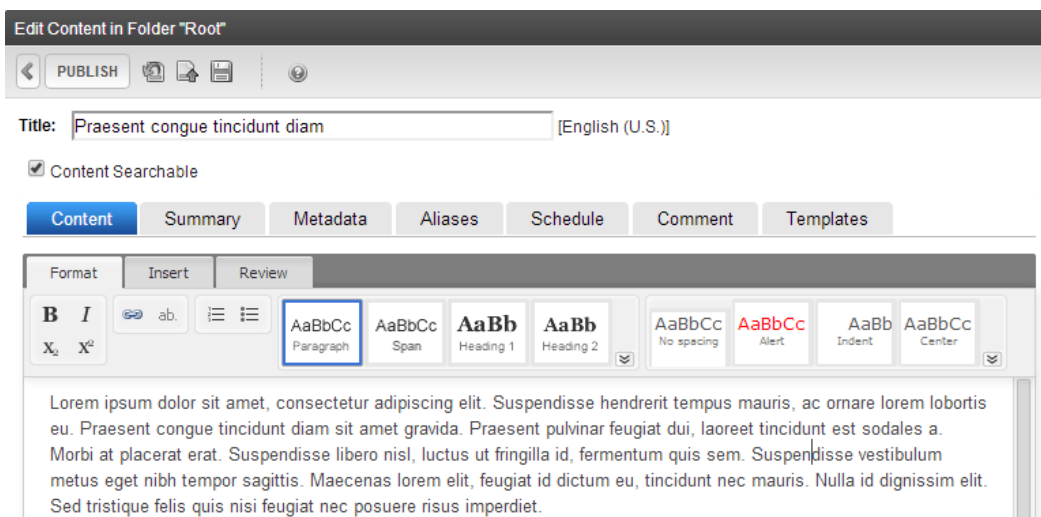 Edit Content in Folder "Root"
PUBLISH
Title: Praesent congue tincidunt diam [English (U.S.)]
Content Searchable
Content Summary Metadata Aliases Schedule Comment Templates
Format Insert Review
B I ab. AaBbCc AaBbCc AaBb AaBb AaBbCc AaBbCc AaBb AaBbCc
X₂ X² Paragraph Span Heading 1 Heading 2 No spacing Alert Indent Center
Lorem ipsum dolor sit amet, consectetur adipiscing elit. Suspendisse hendrerit tempus mauris, ac ornare lorem lobortis
eu. Praesent congue tincidunt diam sit amet gravida. Praesent pulvinar feugiat dui, laoreet tincidunt est sodales a.
Morbi at placerat erat. Suspendisse libero nisl, luctus ut fringilla id, fermentum quis sem. Suspendisse vestibulum
metus eget nibh tempor sagittis. Maecenas lorem elit, feugiat id dictum eu, tincidunt nec mauris. Nulla id dignissim elit.
Sed tristique felis quis nisi feugiat nec posuere risus imperdiet.